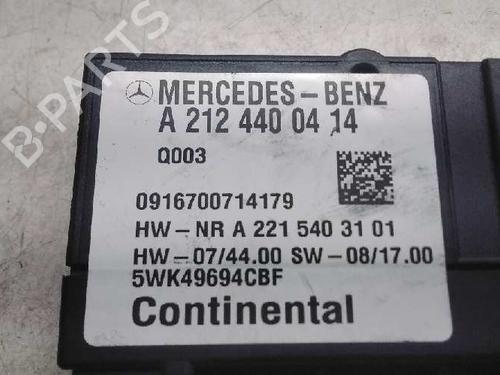 MERCEDES-BENZ
A 212 440 04 14
Q003
0916700714179
HW-NR A 221 540 31 01
HW-07/44.00 SW-08/17.00
5WK49694CBF
Continental
B-PARTS